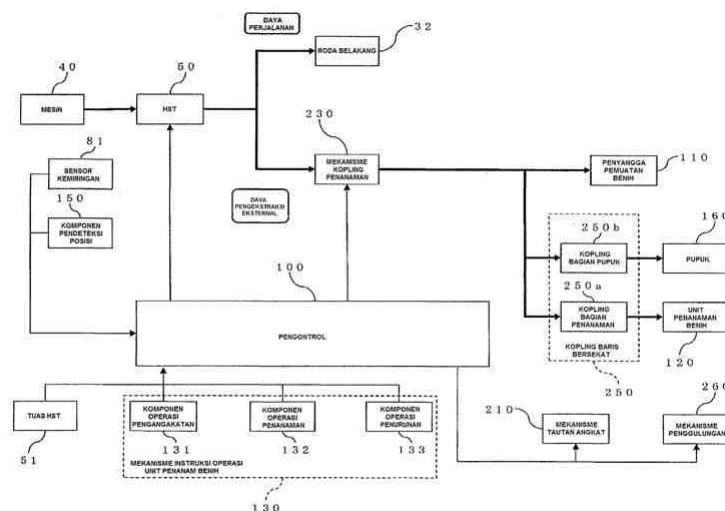 DAYA
PERJALANAN
40
50
32
MESIN
HST
RODA BELAKANG
230
81
SENSOR
KEMIRINGAN
MEKANISME
KOPLING
PENANAMAN
PENYANGGA
PEMUATAN
BENIH
110
150
KOMPONEN
PENDETEKSI
POSISI
DAYA
PENGEKSTRAKSI
EKSTERNAL
250b
KOPLING
BAGIAN PUPUK
160
PUPUK
100
250a
KOPLING
BAGIAN
PENANAMAN
UNIT
PENANAMAN
BENIH
PENGONTROL
KOPLING BARIS
BERSEKAT
120
250
TUAS HST
51
KOMPONEN
OPERASI
PENGANGAKATAN
131
KOMPONEN
OPERASI
PENANAMAN
132
KOMPONEN
OPERASI
PENURUNAN
133
MEKANISME INSTRUKSI OPERASI
UNIT PENANAM BENIH
130
210
MEKANISME
TAUTAN ANGKAT
260
MEKANISME
PENGGULUNGAN